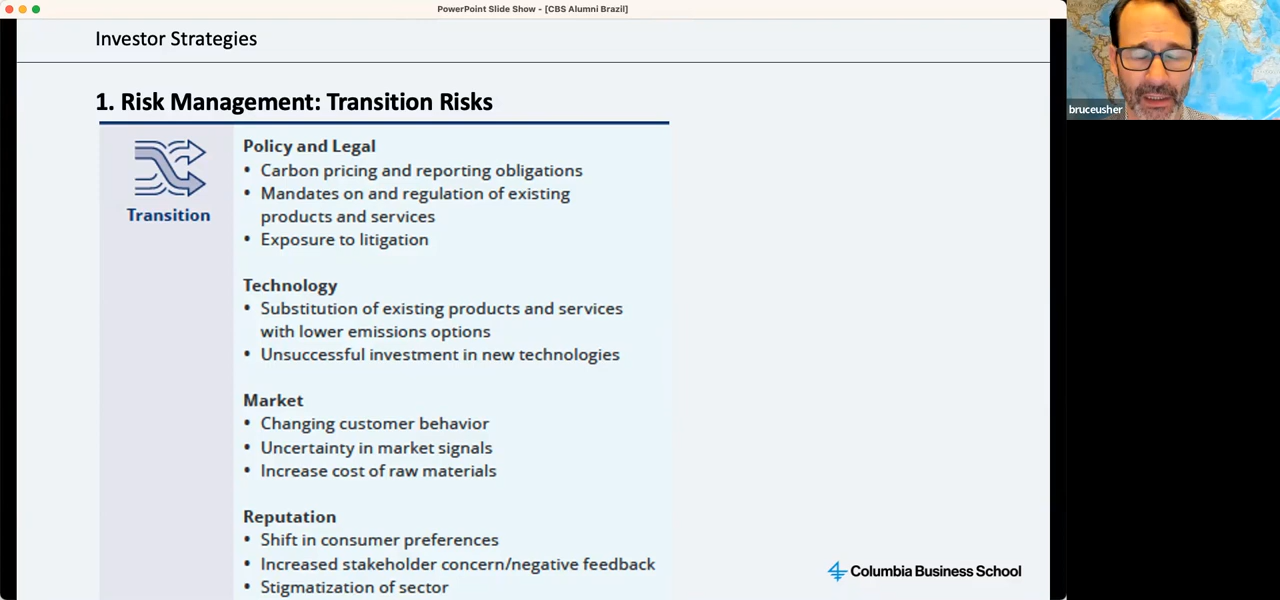 PowerPoint Slide Show - [CBS Alumni Brazil]
Investor Strategies
bruceusher
1. Risk Management: Transition Risks
Transition
Policy and Legal
• Carbon pricing and reporting obligations
• Mandates on and regulation of existing
products and services
• Exposure to litigation
Technology
• Substitution of existing products and services
with lower emissions options
• Unsuccessful investment in new technologies
Market
• Changing customer behavior
• Uncertainty in market signals
• Increase cost of raw materials
Reputation
• Shift in consumer preferences
• Increased stakeholder concern/negative feedback
• Stigmatization of sector
Columbia Business School